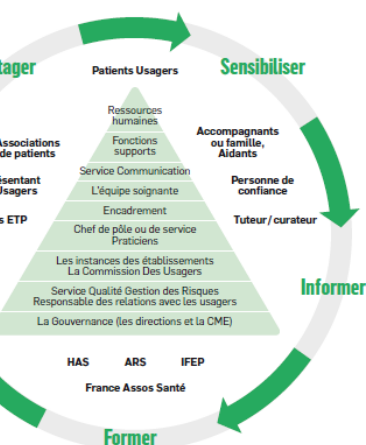 tager
Sensibiliser
Patients Usagers
Ressources
humaines
Fonctions
supports
Associations
de patients
Accompagnants
ou famille,
Aidants
Service Communication
L'équipe soignante
ésentant
Usagers
Personne de
confiance
Encadrement
s ETP
Tuteur/curateur
Chef de pôle ou de service
Praticiens
Les instances des établissements
La Commission Des Usagers
Service Qualité Gestion des Risques
Responsable des relations avec les usagers
Informer
La Gouvernance (les directions et la CME)
HAS ARS IFEP
France Assos Santé
Former